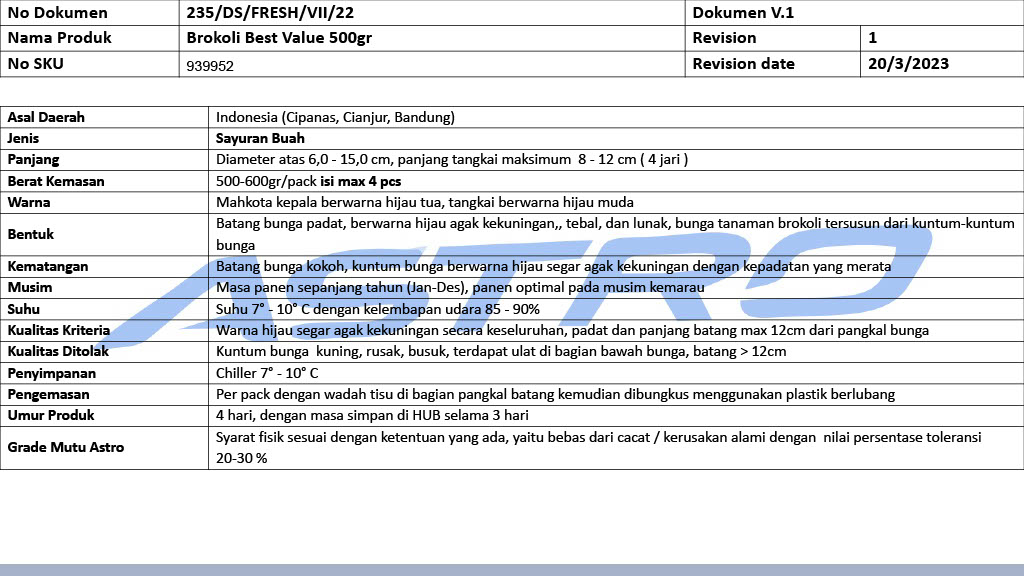 No Dokumen 235/DS/FRESH/VII/22 Dokumen V.1
Nama Produk Brokoli Best Value 500gr Revision 1
No SKU 939952 Revision date 20/3/2023
Asal Daerah Indonesia (Cipanas, Cianjur, Bandung)
Jenis Sayuran Buah
Panjang Diameter atas 6,0 - 15,0 cm, panjang tangkai maksimum 8 - 12 cm ( 4 jari )
Berat Kemasan 500-600gr/pack isi max 4 pcs
Warna Mahkota kepala berwarna hijau tua, tangkai berwarna hijau muda
Bentuk Batang bunga padat, berwarna hijau agak kekuningan,, tebal, dan lunak, bunga tanaman brokoli tersusun dari kuntum-kuntum
bunga
Kematangan Batang bunga kokoh, kuntum bunga berwarna hijau segar agak kekuningan dengan kepadatan yang merata
Musim Masa panen sepanjang tahun (Jan-Des), panen optimal pada musim kemarau
Suhu Suhu 7° - 10° C dengan kelembapan udara 85 - 90%
Kualitas Kriteria Warna hijau segar agak kekuningan secara keseluruhan, padat dan panjang batang max 12cm dari pangkal bunga
Kualitas Ditolak Kuntum bunga kuning, rusak, busuk, terdapat ulat di bagian bawah bunga, batang > 12cm
Penyimpanan Chiller 7° - 10° C
Pengemasan Per pack dengan wadah tisu di bagian pangkal batang kemudian dibungkus menggunakan plastik berlubang
Umur Produk 4 hari, dengan masa simpan di HUB selama 3 hari
Grade Mutu Astro Syarat fisik sesuai dengan ketentuan yang ada, yaitu bebas dari cacat / kerusakan alami dengan nilai persentase toleransi
20-30 %
ASTRO